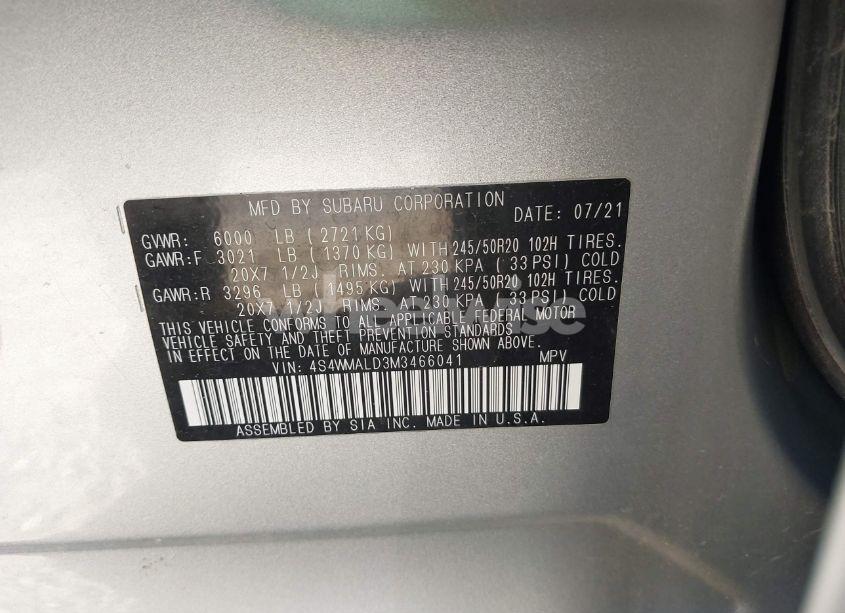 MFD BY SUBARU CORPORATION DATE: 07/21
GVWR: 6000 LB ( 2721 KG)
GAWR:F 3021 LB ( 1370 KG) WITH 245/50R20 102H TIRES.
20X7 1/2J RIMS. AT 230 KPA ( 33 PSI) COLD
GAWR:R 3296 LB ( 1495 KG) WITH 245/50R20 102H TIRES.
20X7 1/2J RIMS. AT 230 KPA ( 33 PSI) COLD
THIS VEHICLE CONFORMS TO ALL APPLICABLE FEDERAL MOTOR
VEHICLE SAFETY AND THEFT PREVENTION STANDARDS
IN EFFECT ON THE DATE OF MANUFACTURE SHOWN ABOVE.
VIN: 4S4WMALD3M3466041 MPV
ASSEMBLED BY SIA INC. MADE IN U.S.A.